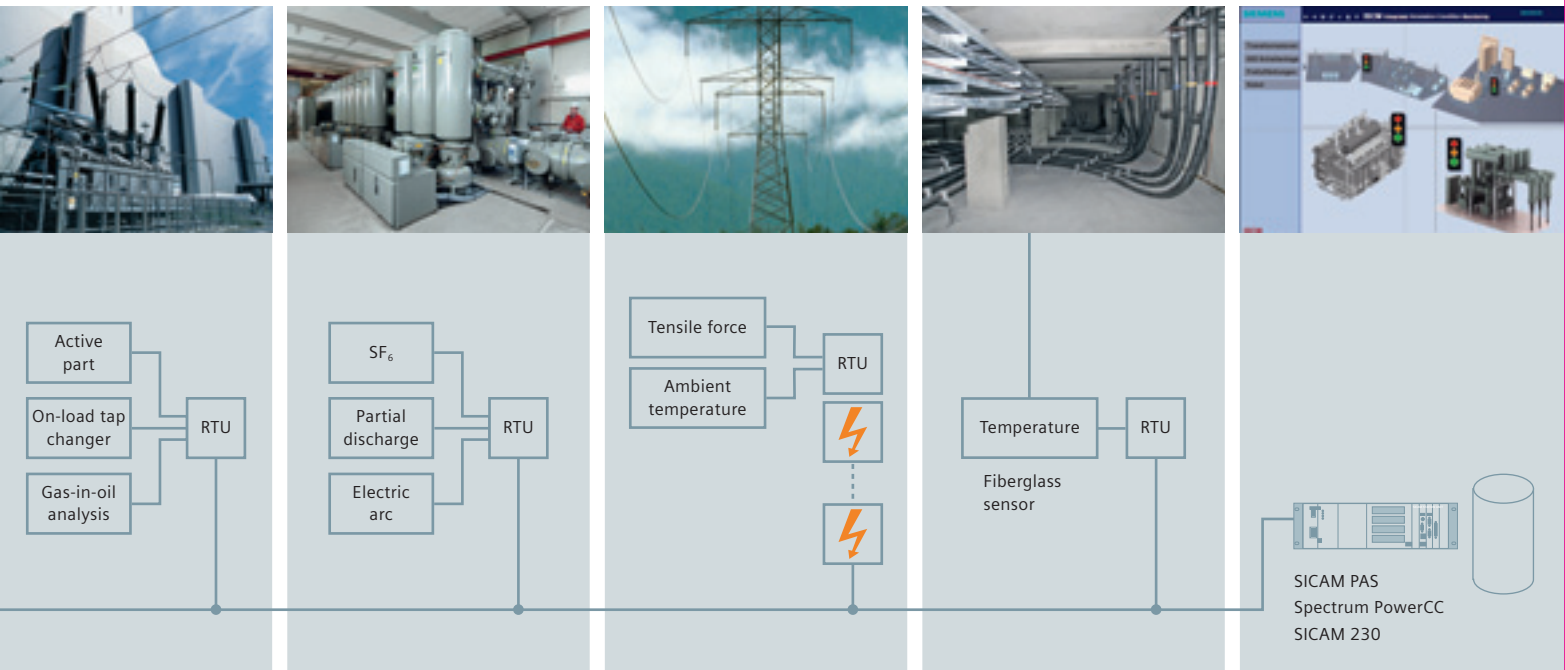 SIEMENS
Active
part
On-load tap
changer
Gas-in-oil
analysis
RTU
SF₆
Partial
discharge
Electric
arc
RTU
Tensile force
Ambient
temperature
RTU
Temperature
RTU
Fiberglass
sensor
SICAM PAS
Spectrum PowerCC
SICAM 230